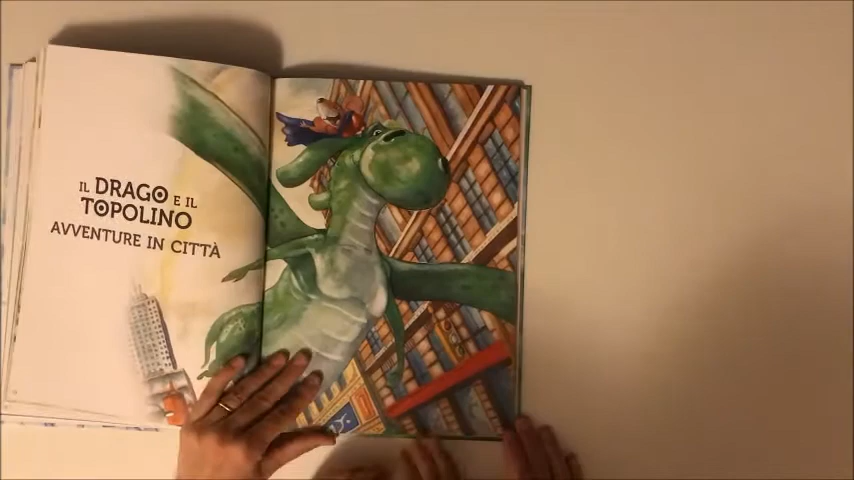 IL DRAGO E IL
TOPOLINO
AVVENTURE IN CITTÀ